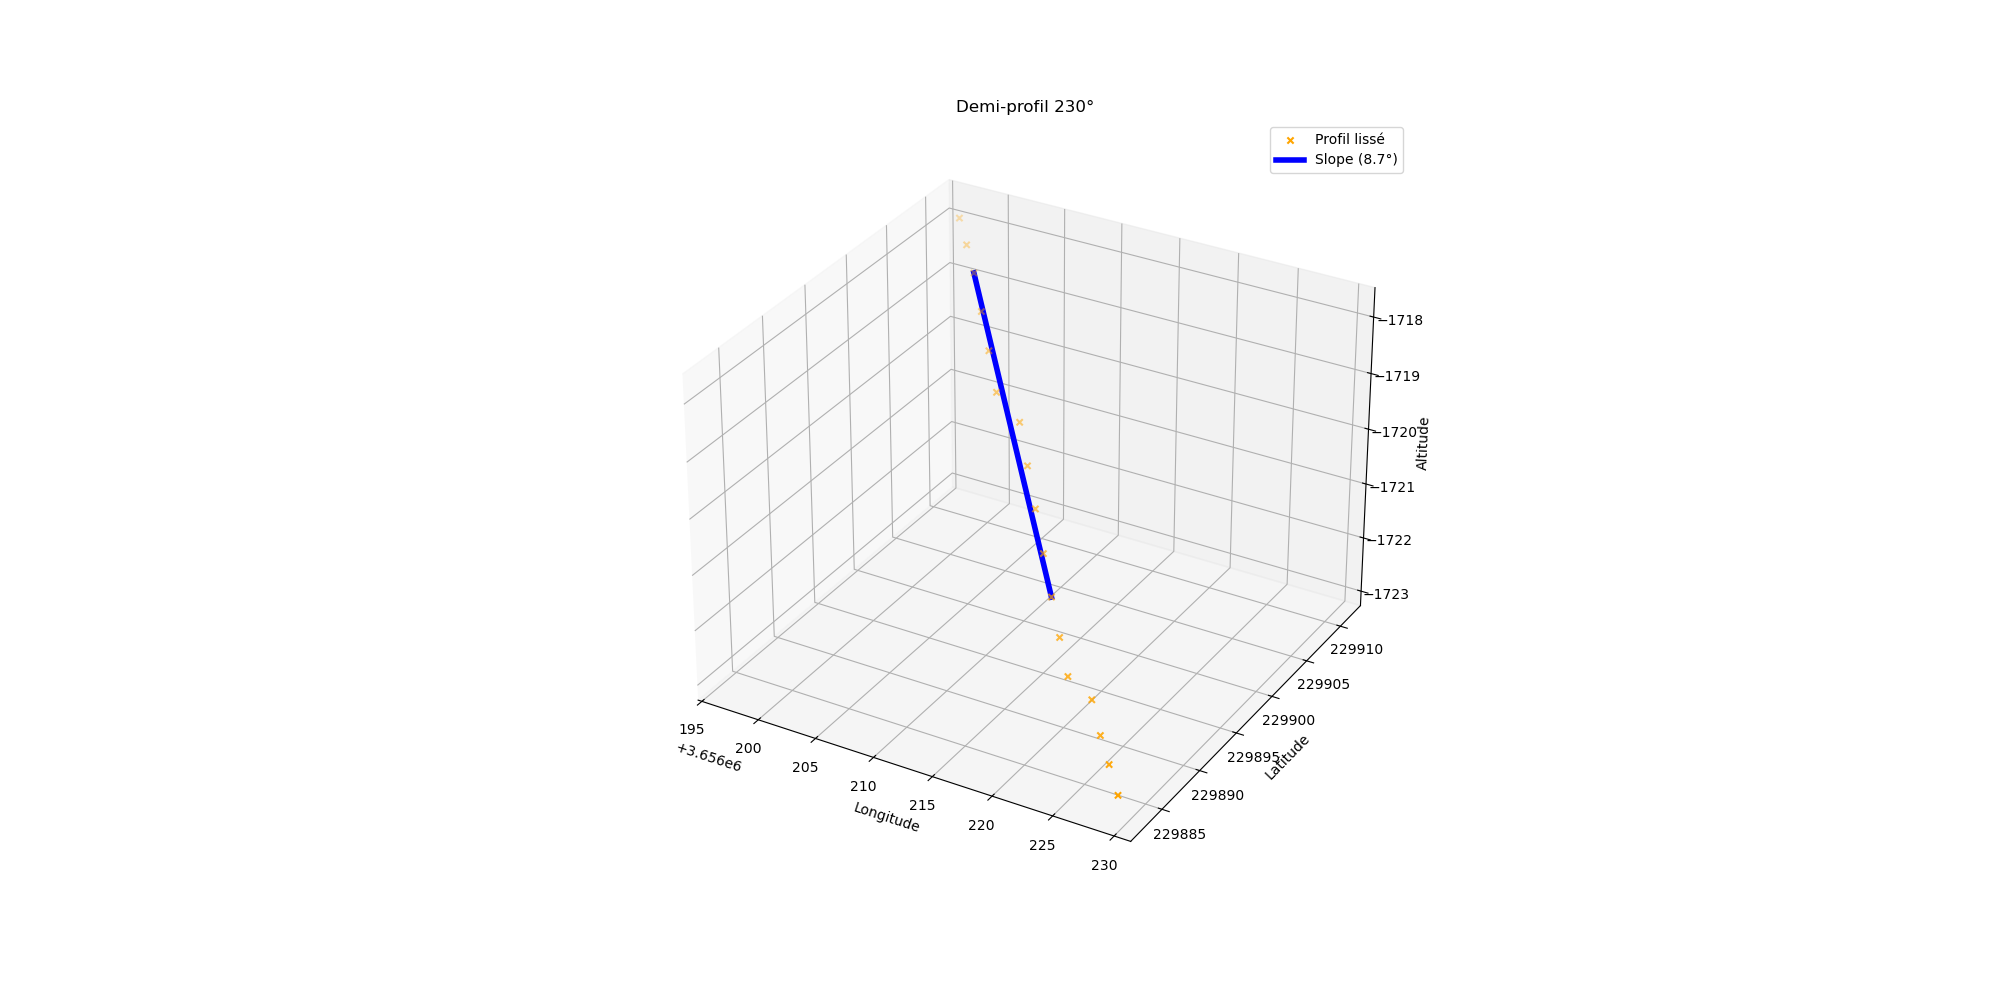 Demi-profil 230°
Profil lissé
Slope (8.7°)
−1718
−1719
−1720
−1721
−1722
−1723
Altitude
229910
229905
229900
229895
229890
229885
Latitude
195
200
205
210
215
220
225
230
+3.656e6
Longitude